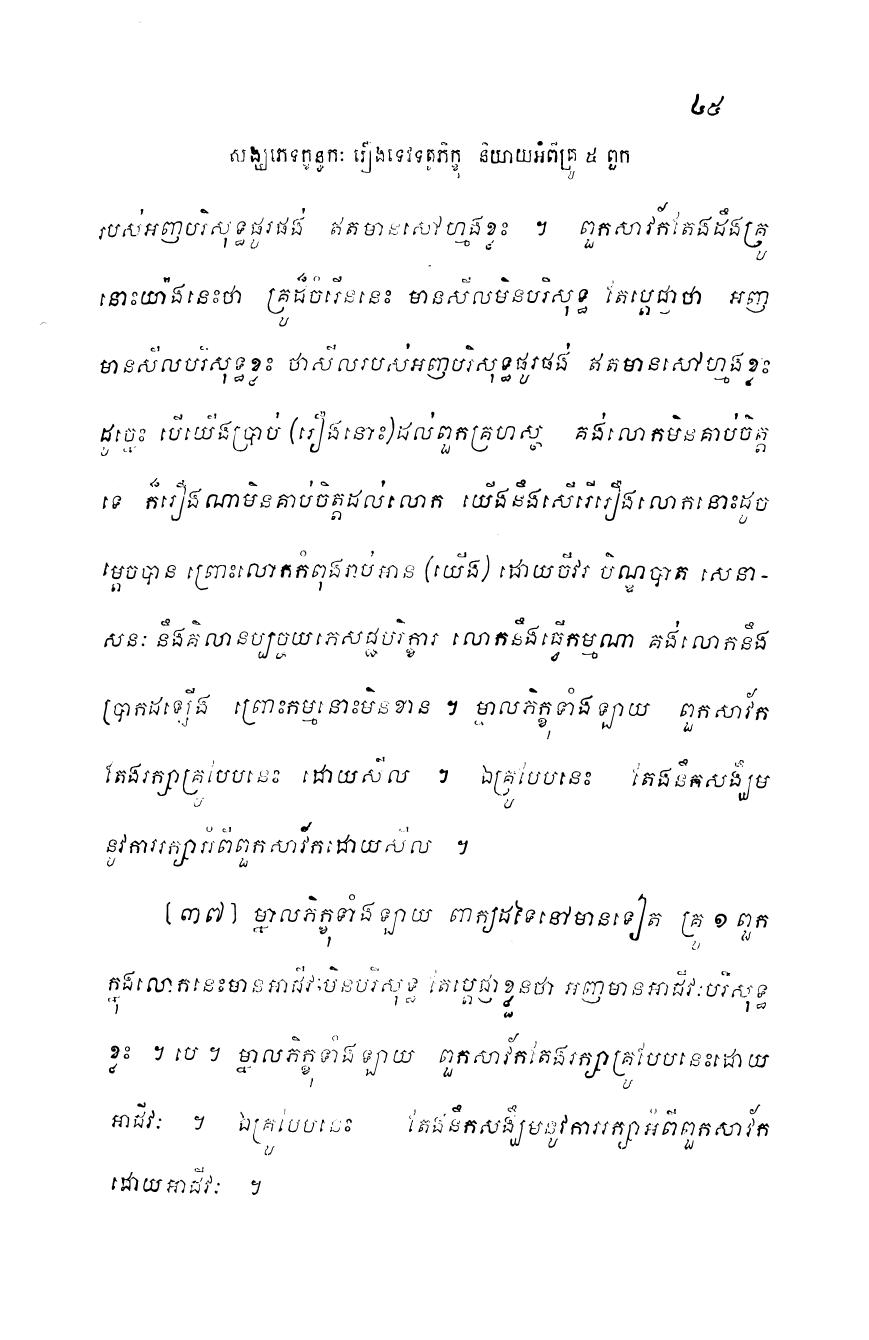 ៤៥
សង្ឃភេទក្ខន្ធកៈ រឿងទេវទត្តភិក្ខុ និយាយអំពីគ្រូ ៥ ពួក
របស់អញបរិសុទ្ធផូរផង់ ឥតមានសៅហ្មងខ្លះ ។ ពួកសាវ័កតែងដឹងគ្រូ
នោះយ៉ាងនេះថា គ្រូដ៏ចំរើននេះ មានសីលមិនបរិសុទ្ធ តែប្តេជ្ញាថា អញ
មានសីលបរិសុទ្ធខ្លះ ថាសីលរបស់អញបរិសុទ្ធផូរផង់ ឥតមានសៅហ្មងខ្លះ
ដូច្នេះ បើយើងប្រាប់ (រឿងនោះ)ដល់ពួកគ្រហស្ថ គង់លោកមិនគាប់ចិត្ត
ទេ ក៏រឿងណាមិនគាប់ចិត្តដល់លោក យើងនឹងសើរើរឿងលោកនោះដូច
ម្តេចបាន ព្រោះលោកកំពុងរាប់អាន (យើង) ដោយចីវរ បិណ្ឌបាត សេនា-
សនៈ នឹងគិលានប្បច្ចយភេសជ្ជបរិក្ខារ លោកនឹងធ្វើកម្មណា គង់លោកនឹង
ប្រាកដឡើង ព្រោះកម្មនោះមិនខាន ។ ម្នាលភិក្ខុទាំងឡាយ ពួកសាវ័ក
តែងរក្សាគ្រូបែបនេះ ដោយសីល ។ ឯគ្រូបែបនេះ តែងនឹកសង្ឃឹម
នូវការរក្សាអំពីពួកសាវ័កដោយសីល ។
[៣៧] ម្នាលភិក្ខុទាំងឡាយ ពាក្យដទៃនៅមានទៀត គ្រូ ១ ពួក
ក្នុងលោកនេះមានអាជីវៈមិនបរិសុទ្ធ តែប្តេជ្ញាខ្លួនថា អញមានអាជីវៈបរិសុទ្ធ
ខ្លះ ។ បេ ។ ម្នាលភិក្ខុទាំងឡាយ ពួកសាវ័កតែងរក្សាគ្រូបែបនេះដោយ
អាជីវៈ ។ ឯគ្រូបែបនេះ តែងនឹកសង្ឃឹមនូវការរក្សាអំពីពួកសាវ័ក
ដោយអាជីវៈ ។